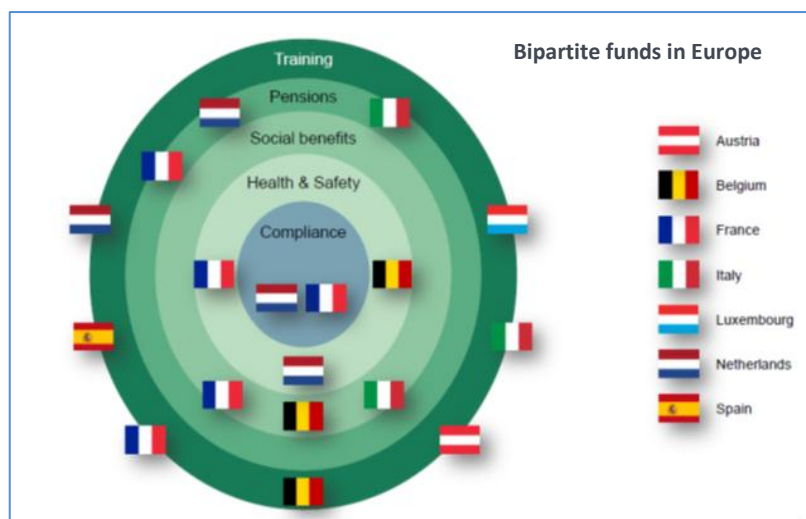 Bipartite funds in Europe
Training
Pensions
Social benefits
Health & Safety
Compliance
Austria
Belgium
France
Italy
Luxembourg
Netherlands
Spain